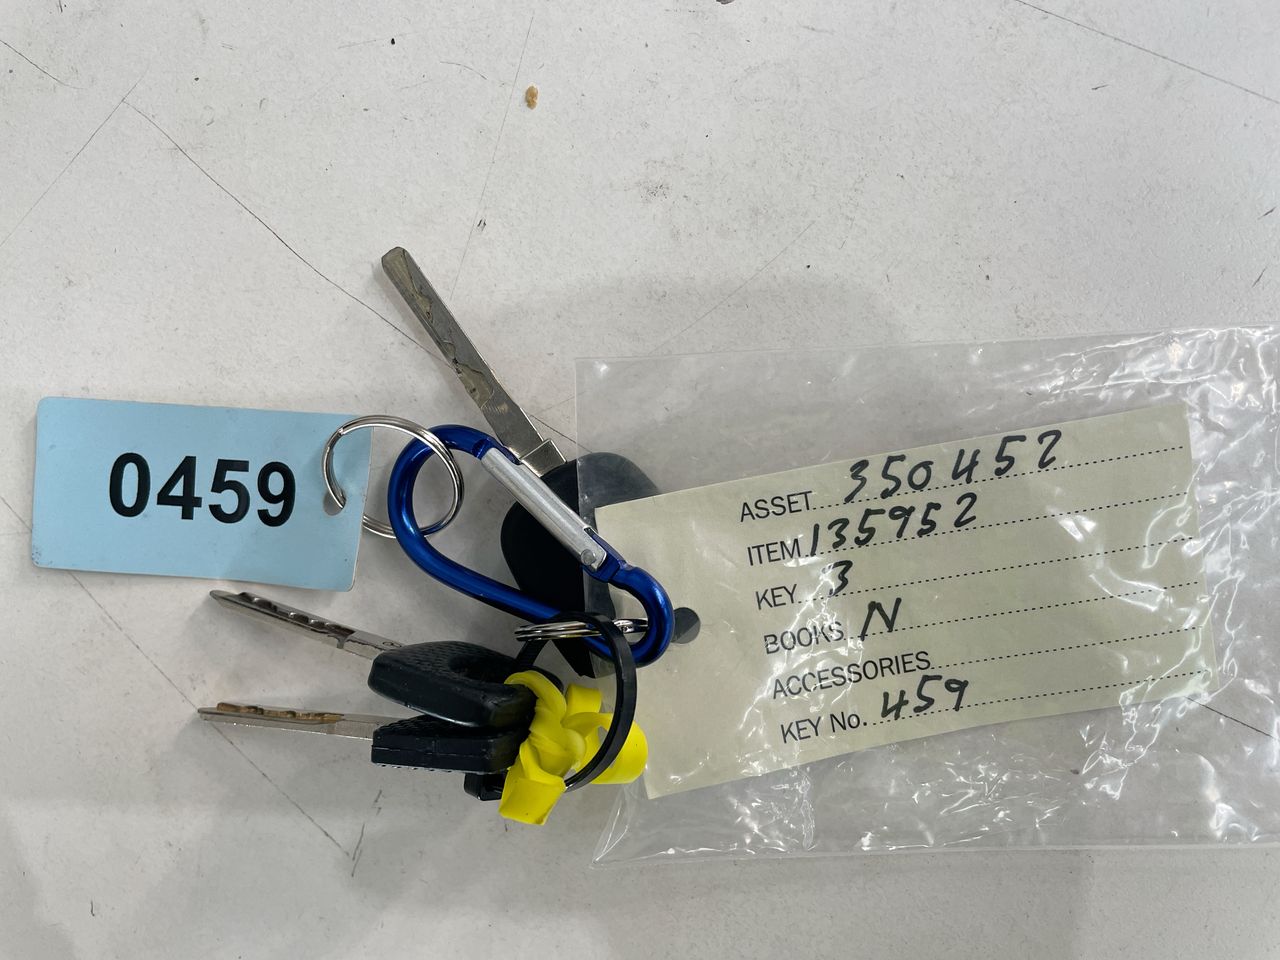 0459
ASSET 350452
ITEM 135952
KEY 3
BOOKS N
ACCESSORIES
KEY No. 459